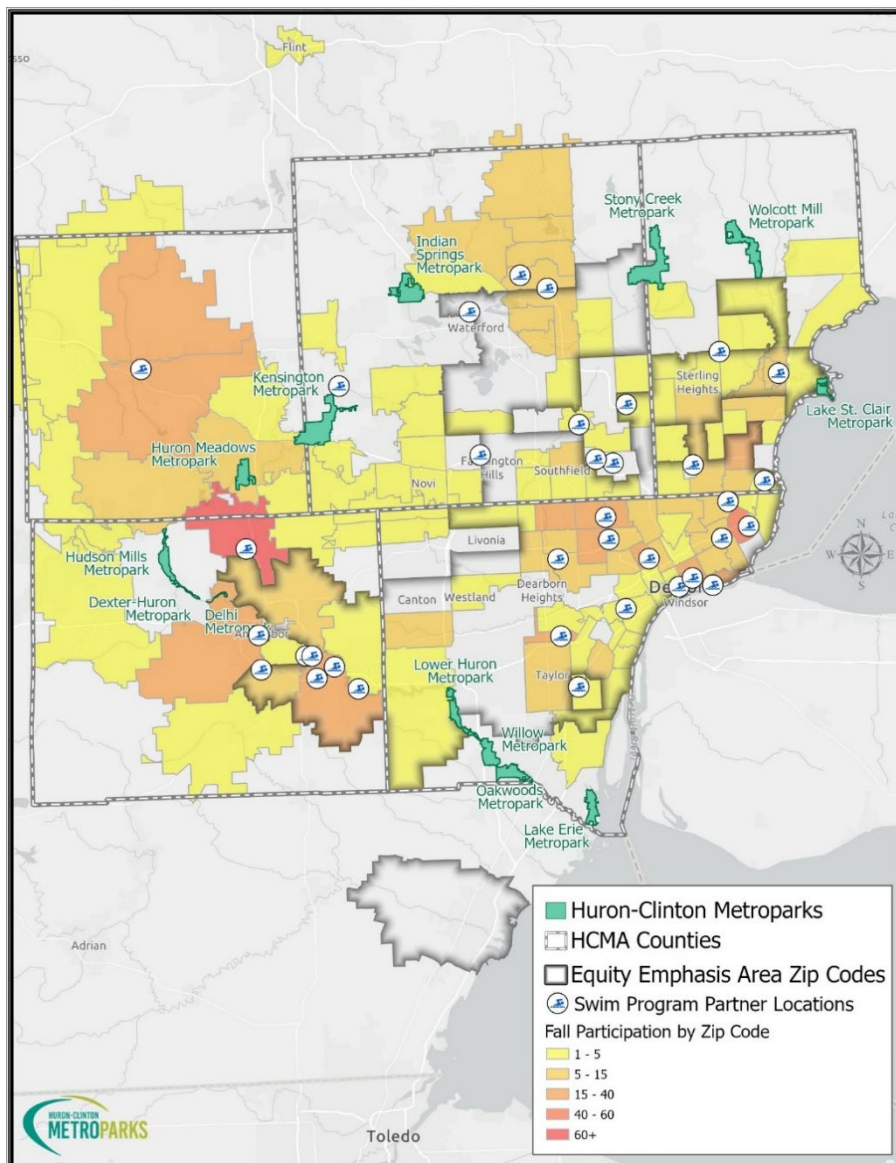 Flint
Stony Creek
Metropark
Wolcott Mill
Metropark
Indian
Springs
Metropark
Waterford
Sterling
Heights
Kensington
Metropark
Lake St. Clair
Metropark
Huron Meadows
Metropark
Southfield
Hills
Novi
Livonia
Hudson Mills
Metropark
Dearborn
Heights
Dexter-Huron
Metropark
Delhi
Canton
Westland
Windsor
Taylor
Lower Huron
Metropark
Willow
Metropark
Oakwoods
Metropark
Lake Erie
Metropark
Adrian
Toledo
N
W E
S
Huron-Clinton Metroparks
HCMA Counties
Equity Emphasis Area Zip Codes
Swim Program Partner Locations
Fall Participation by Zip Code
1 - 5
5 - 15
15 - 40
40 - 60
60+
HURON-CLINTON
METROPARKS